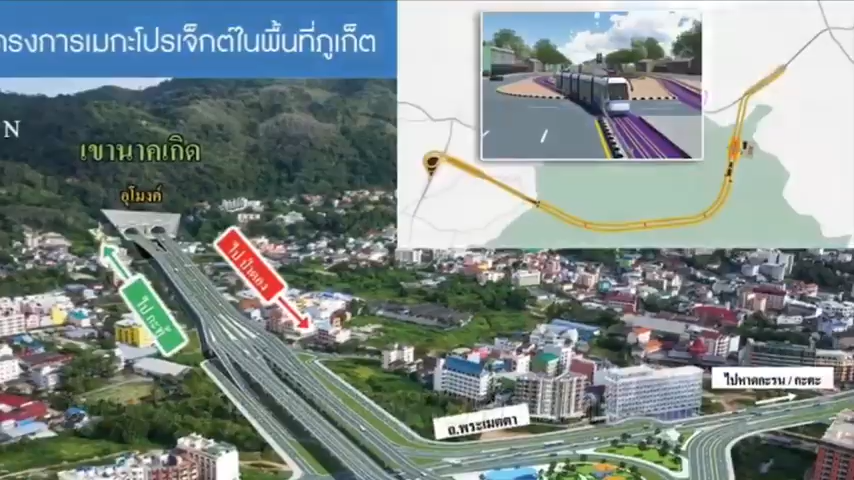 โครงการเมกะโปรเจ็กต์ในพื้นที่ภูเก็ต
N
เขานาคเกิด
อุโมงค์
ไป ป่าตอง
ไป กะทู้
ไปหาดกะรน / กะตะ
ถ.พระเมตตา